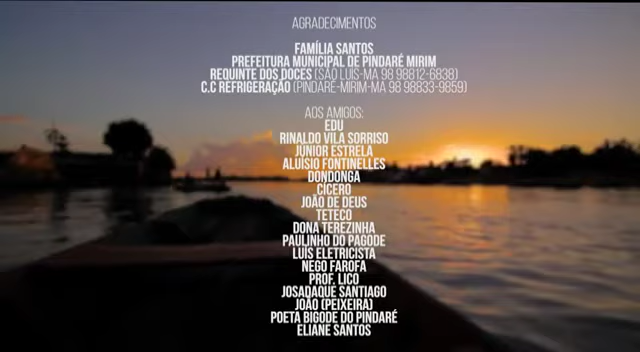 AGRADECIMENTOS
FAMÍLIA SANTOS
PREFEITURA MUNICIPAL DE PINDARÉ MIRIM
REQUINTE DOS DOCES (SÃO LUIS-MA 98 98812-6838)
C.C REFRIGERAÇÃO (PINDARÉ-MIRIM-MA 98 98833-9859)
AOS AMIGOS:
EDU
RINALDO VILA SORRISO
JUNIOR ESTRELA
ALUÍSIO FONTINELLES
DONDONGA
CÍCERO
JOÃO DE DEUS
TETECO
DONA TEREZINHA
PAULINHO DO PAGODE
LUIS ELETRICISTA
NEGO FAROFA
PROF. LICO
JOSADAQUE SANTIAGO
JOÃO (PEIXEIRA)
POETA BIGODE DO PINDARÉ
ELIANE SANTOS